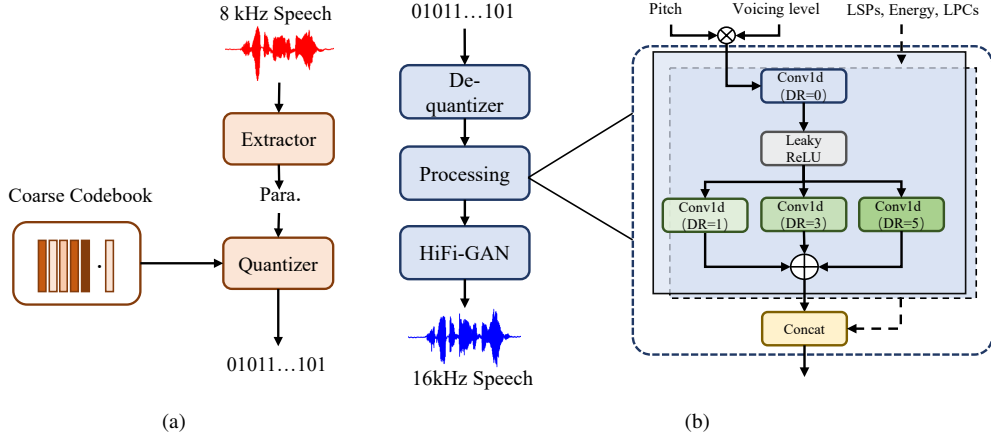 8 kHz Speech
Extractor
Para.
Coarse Codebook
Quantizer
01011…101
(a)
01011…101
De-
quantizer
Processing
HiFi-GAN
16kHz Speech
Pitch
Voicing level
LSPs, Energy, LPCs
Conv1d
(DR=0)
Leaky
ReLU
Conv1d
(DR=1)
Conv1d
(DR=3)
Conv1d
(DR=5)
Concat
(b)